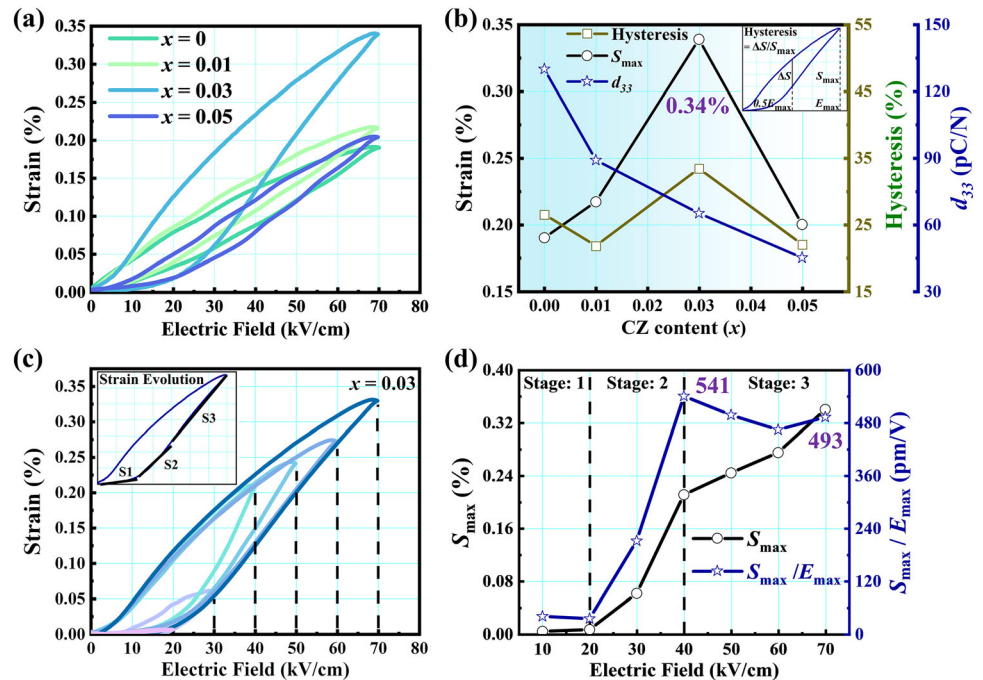 (a)
x = 0
x = 0.01
x = 0.03
x = 0.05
Strain (%)
0.35
0.30
0.25
0.20
0.15
0.10
0.05
0.00
0 10 20 30 40 50 60 70 80
Electric Field (kV/cm)
(b)
Hysteresis
Smax
d33
Hysteresis
= ΔS/Smax
ΔS
Smax
0.5Emax
Emax
0.34%
Strain (%)
0.35
0.30
0.25
0.20
0.15
0.00 0.01 0.02 0.03 0.04 0.05
CZ content (x)
55
45
35
25
15
Hysteresis (%)
150
120
90
60
30
d33 (pC/N)
(c)
Strain Evolution
S1
S2
S3
x = 0.03
Strain (%)
0.35
0.30
0.25
0.20
0.15
0.10
0.05
0.00
0 10 20 30 40 50 60 70 80
Electric Field (kV/cm)
(d)
Stage: 1
Stage: 2
Stage: 3
541
493
Smax
Smax /Emax
Smax (%)
0.40
0.32
0.24
0.16
0.08
0.00
10 20 30 40 50 60 70
Electric Field (kV/cm)
600
480
360
240
120
0
Smax / Emax (pm/V)